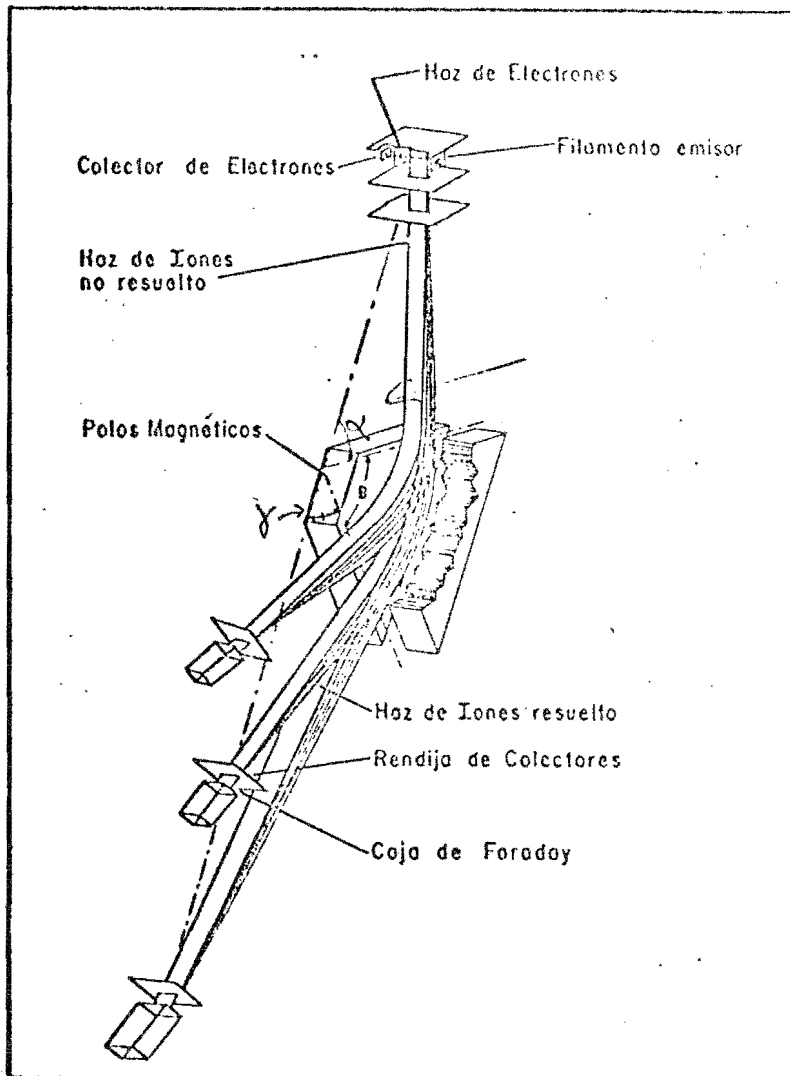 Haz de Electrones
Colector de Electrones
Filamento emisor
Haz de Iones
no resuelto
Polos Magnéticos
α
B
γ
Haz de Iones resuelto
Rendija de Colectores
Caja de Faraday